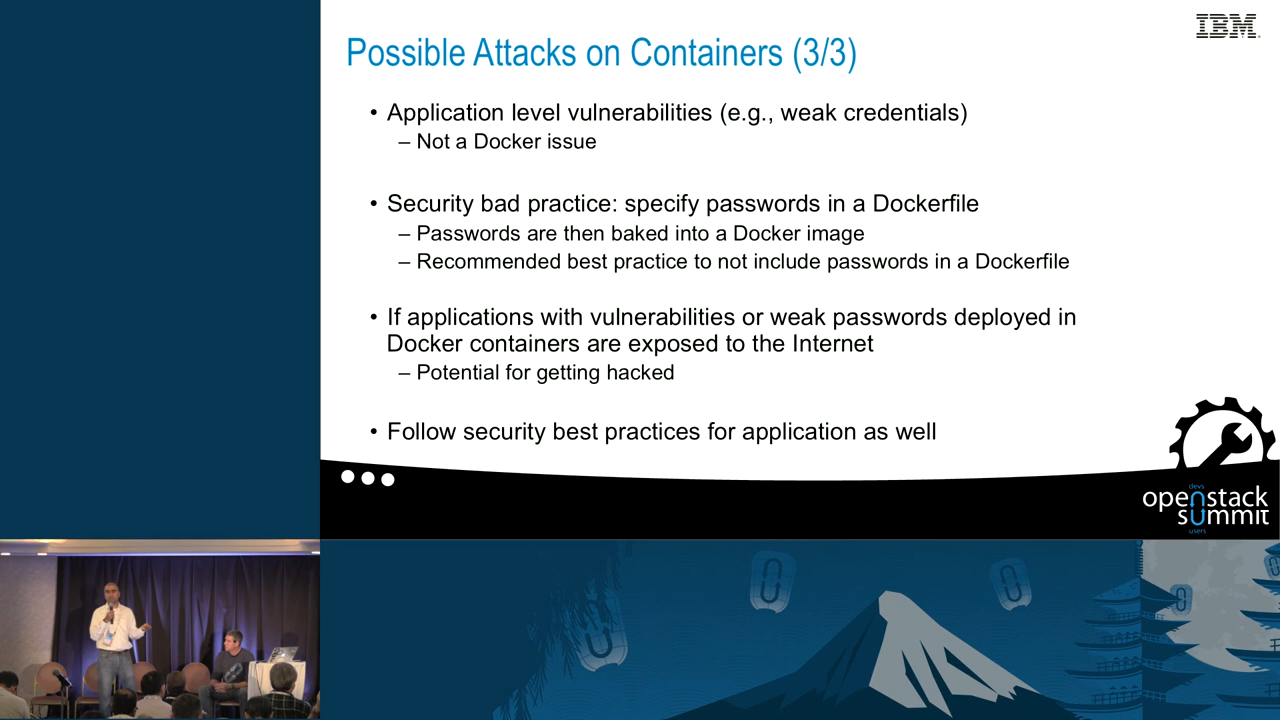 IBM
Possible Attacks on Containers (3/3)
• Application level vulnerabilities (e.g., weak credentials)
– Not a Docker issue
• Security bad practice: specify passwords in a Dockerfile
– Passwords are then baked into a Docker image
– Recommended best practice to not include passwords in a Dockerfile
• If applications with vulnerabilities or weak passwords deployed in
Docker containers are exposed to the Internet
– Potential for getting hacked
• Follow security best practices for application as well
devs
openstack
summit
users